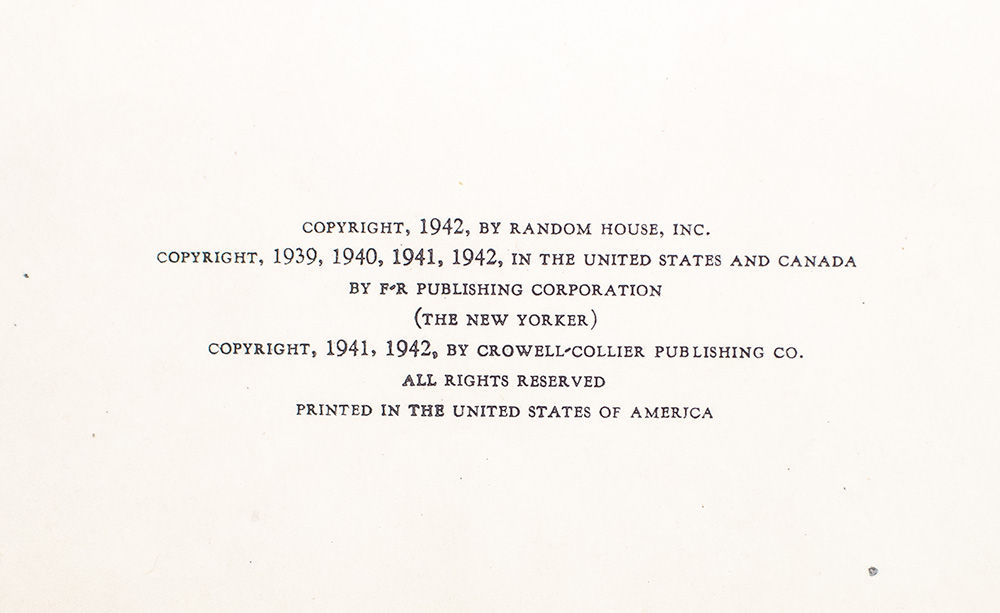 COPYRIGHT, 1942, BY RANDOM HOUSE, INC.
COPYRIGHT, 1939, 1940, 1941, 1942, IN THE UNITED STATES AND CANADA
BY F-R PUBLISHING CORPORATION
(THE NEW YORKER)
COPYRIGHT, 1941, 1942, BY CROWELL-COLLIER PUBLISHING CO.
ALL RIGHTS RESERVED
PRINTED IN THE UNITED STATES OF AMERICA